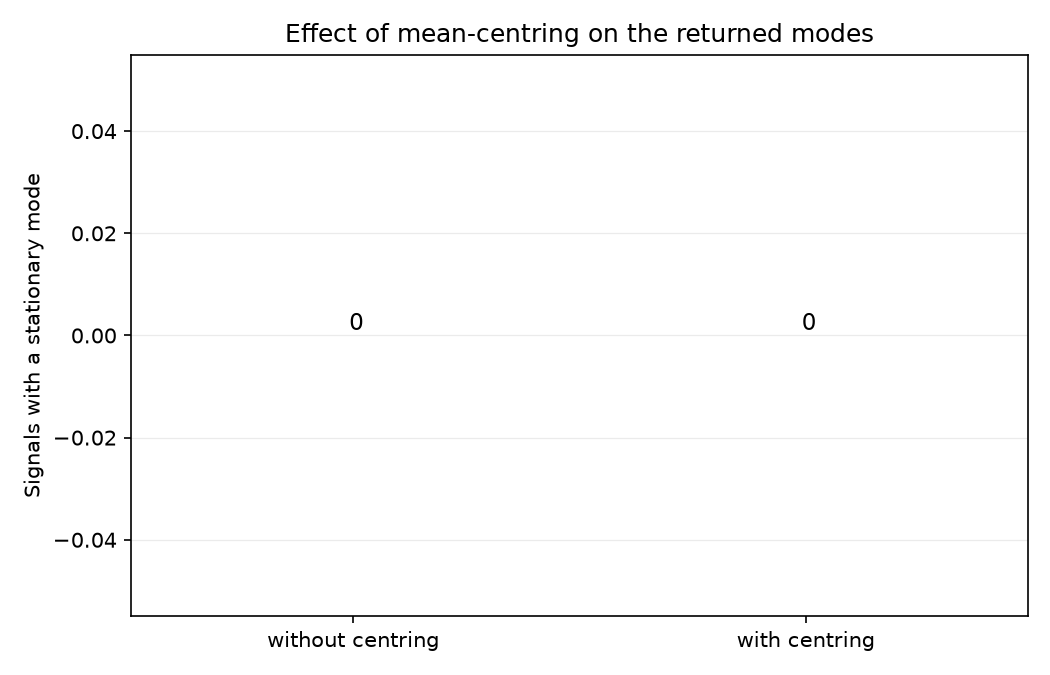 Effect of mean-centring on the returned modes
Signals with a stationary mode
0.04
0.02
0.00
−0.02
−0.04
0
0
without centring
with centring